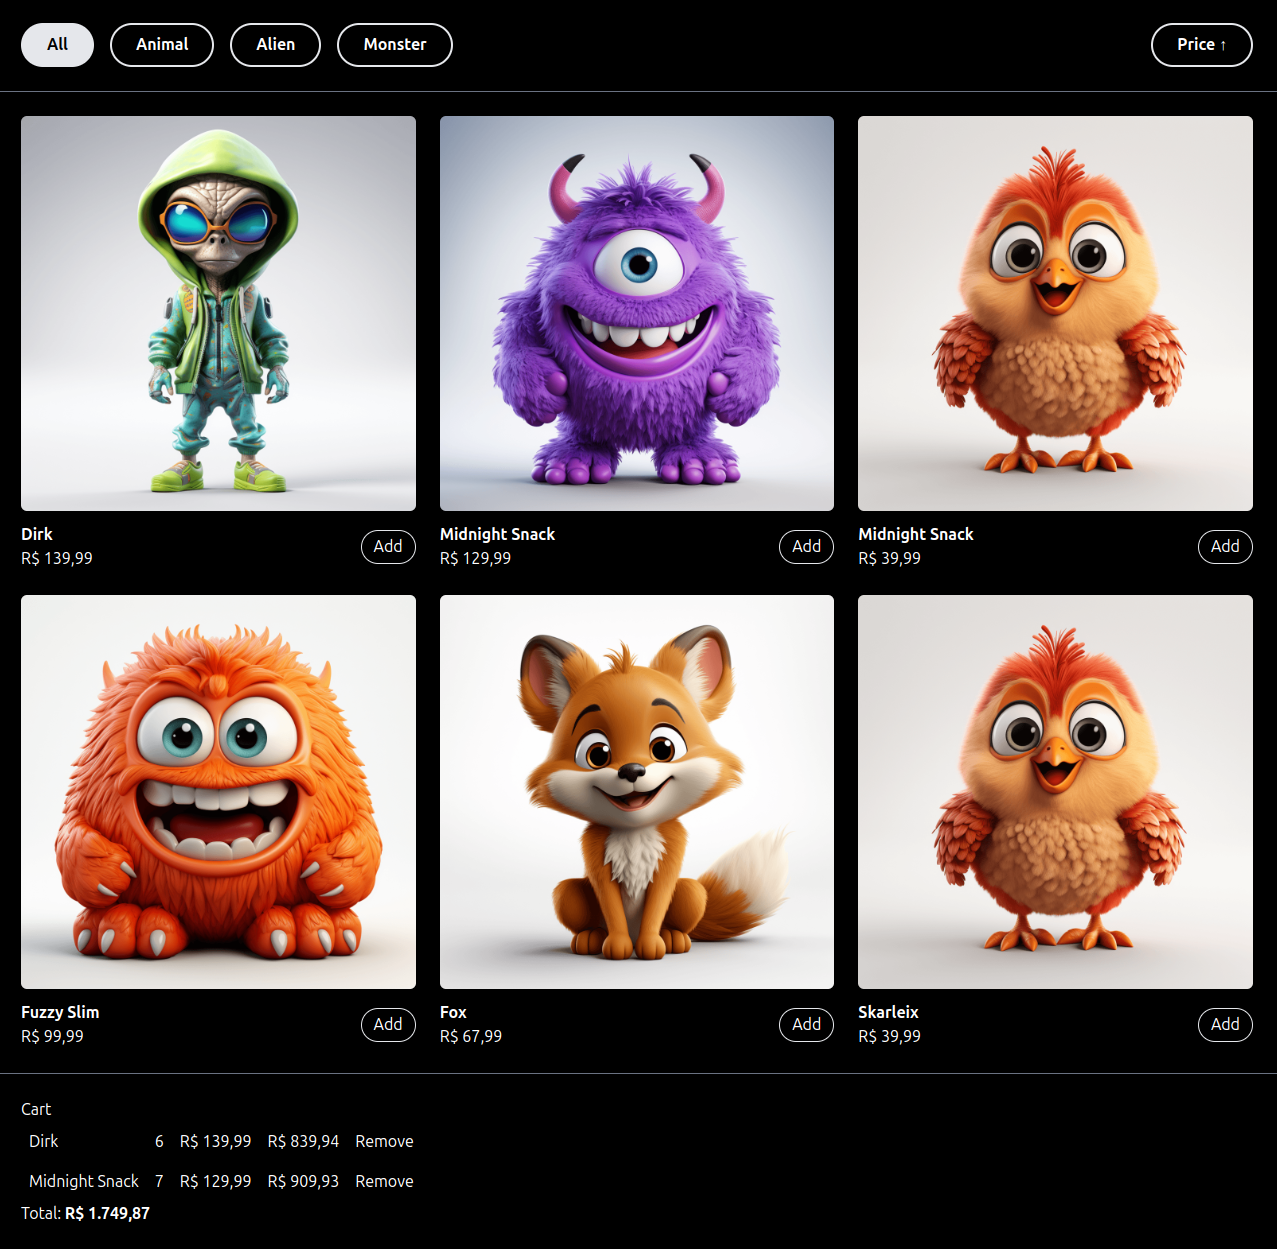 All Animal Alien Monster Price ↑
Dirk
R$ 139,99
Add
Midnight Snack
R$ 129,99
Add
Midnight Snack
R$ 39,99
Add
Fuzzy Slim
R$ 99,99
Add
Fox
R$ 67,99
Add
Skarleix
R$ 39,99
Add
Cart
Dirk 6 R$ 139,99 R$ 839,94 Remove
Midnight Snack 7 R$ 129,99 R$ 909,93 Remove
Total: R$ 1.749,87